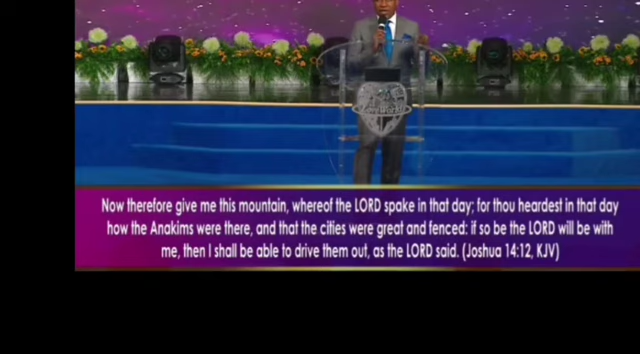 Now therefore give me this mountain, whereof the LORD spake in that day; for thou heardest in that day
how the Anakims were there, and that the cities were great and fenced: if so be the LORD will be with
me, then I shall be able to drive them out, as the LORD said. (Joshua 14:12, KJV)